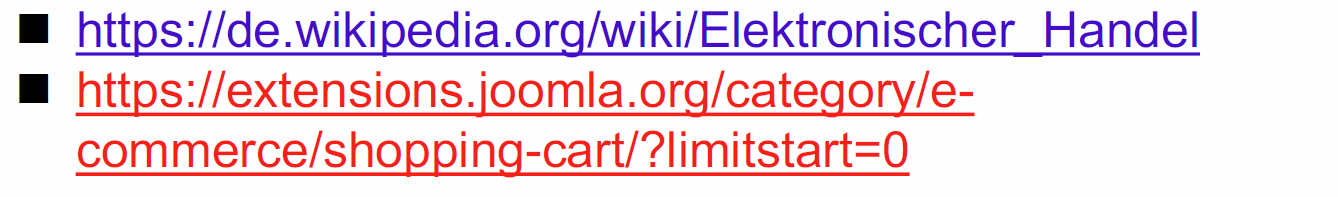 ■ https://de.wikipedia.org/wiki/Elektronischer_Handel
■ https://extensions.joomla.org/category/e-
commerce/shopping-cart/?limitstart=0